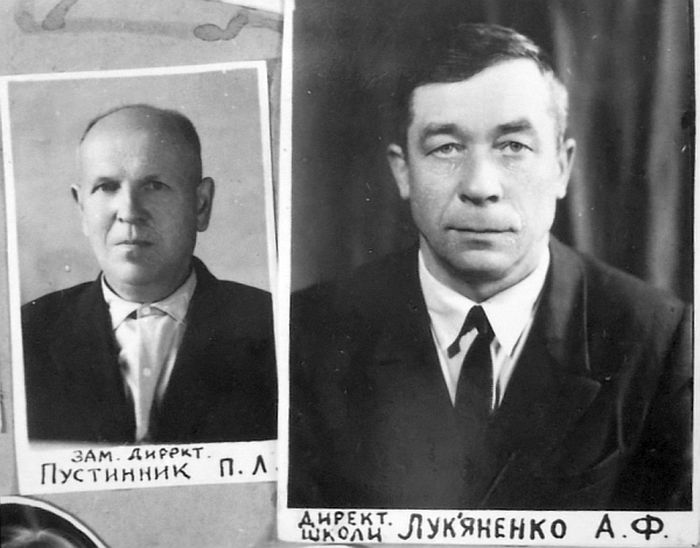 ЗАМ. ДИРЕКТ.
ПУСТИННИК П. Л.
ДИРЕКТ. ШКОЛИ
ЛУК'ЯНЕНКО А. Ф.